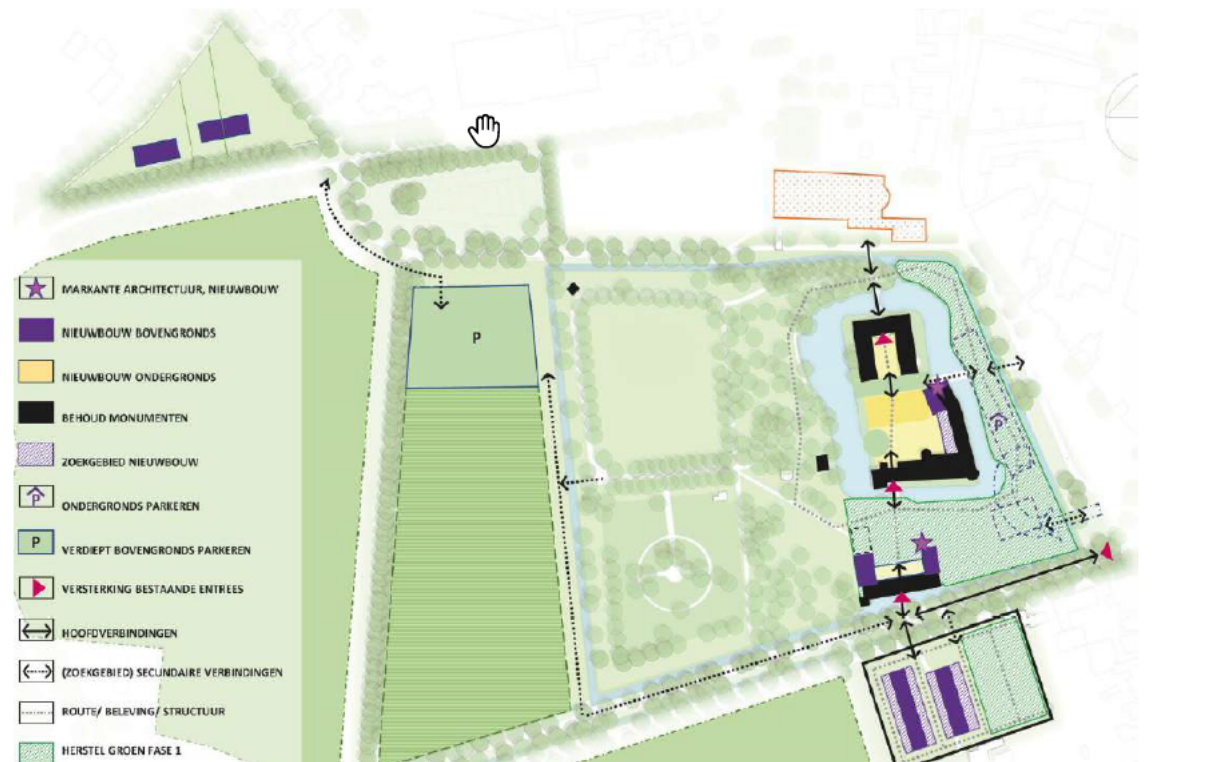 P
MARKANTE ARCHITECTUUR, NIEUWBOUW
NIEUWBOUW BOVENGRONDS
NIEUWBOUW ONDERGRONDS
BEHOUD MONUMENTEN
ZOEKGEBIED NIEUWBOUW
P ONDERGRONDS PARKEREN
P VERDIEPT BOVENGRONDS PARKEREN
VERSTERKING BESTAANDE ENTREES
HOOFDVERBINDINGEN
(ZOEKGEBIED) SECUNDAIRE VERBINDINGEN
ROUTE/ BELEVING/ STRUCTUUR
HERSTEL GROEN FASE 1
P